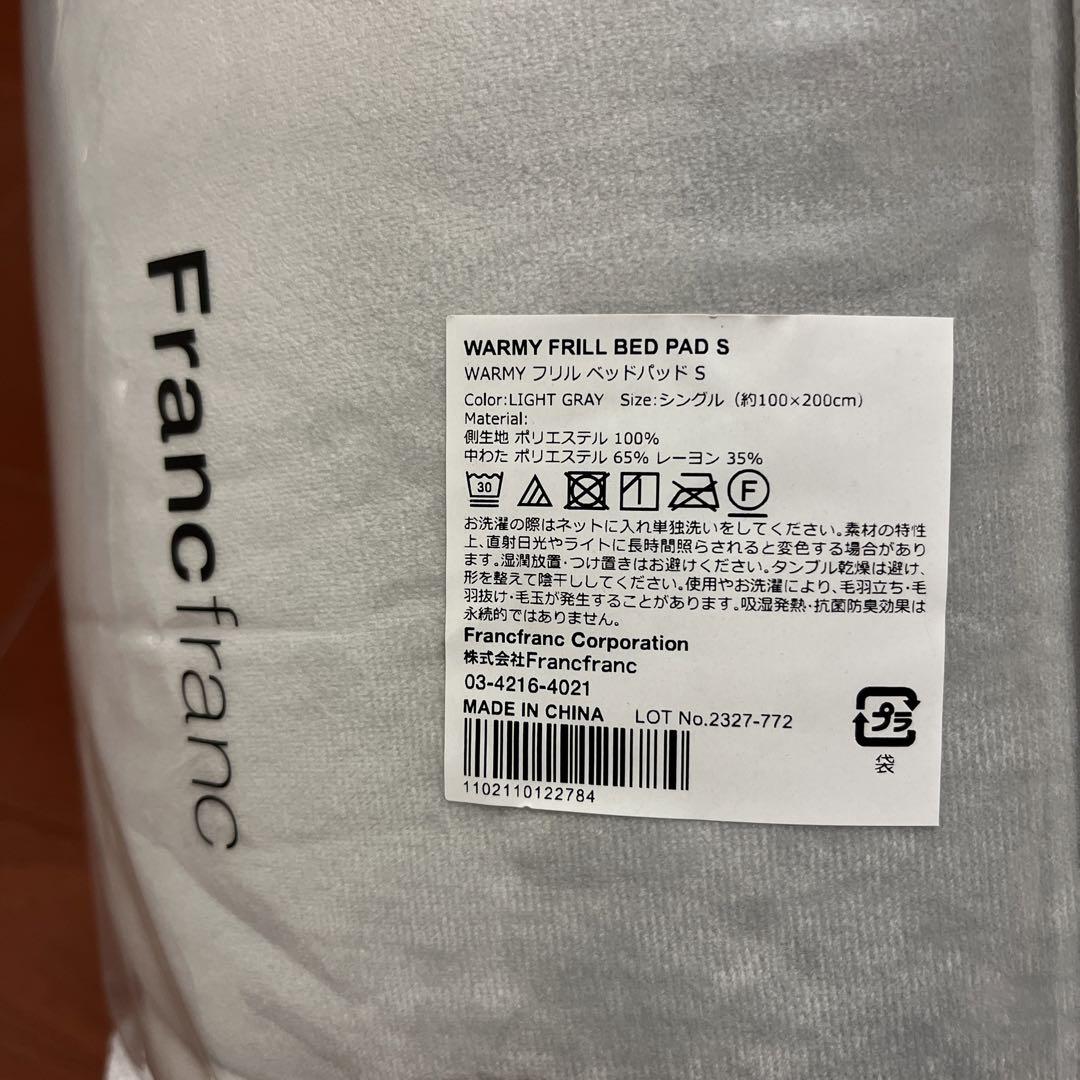 Francfranc
WARMY FRILL BED PAD S
WARMY フリル ベッドパッド S
Color:LIGHT GRAY Size:シングル（約100×200cm）
Material:
側生地 ポリエステル 100%
中わた ポリエステル 65% レーヨン 35%
30
F
お洗濯の際はネットに入れ単独洗いをしてください。素材の特性
上、直射日光やライトに長時間照らされると変色する場合があり
ます。湿潤放置・つけ置きはお避けください。タンブル乾燥は避け、
形を整えて陰干ししてください。使用やお洗濯により、毛羽立ち・毛
羽抜け・毛玉が発生することがあります。吸湿発熱・抗菌防臭効果は
永続的ではありません。
Francfranc Corporation
株式会社Francfranc
03-4216-4021
MADE IN CHINA LOT No.2327-772
1102110122784
プラ
袋